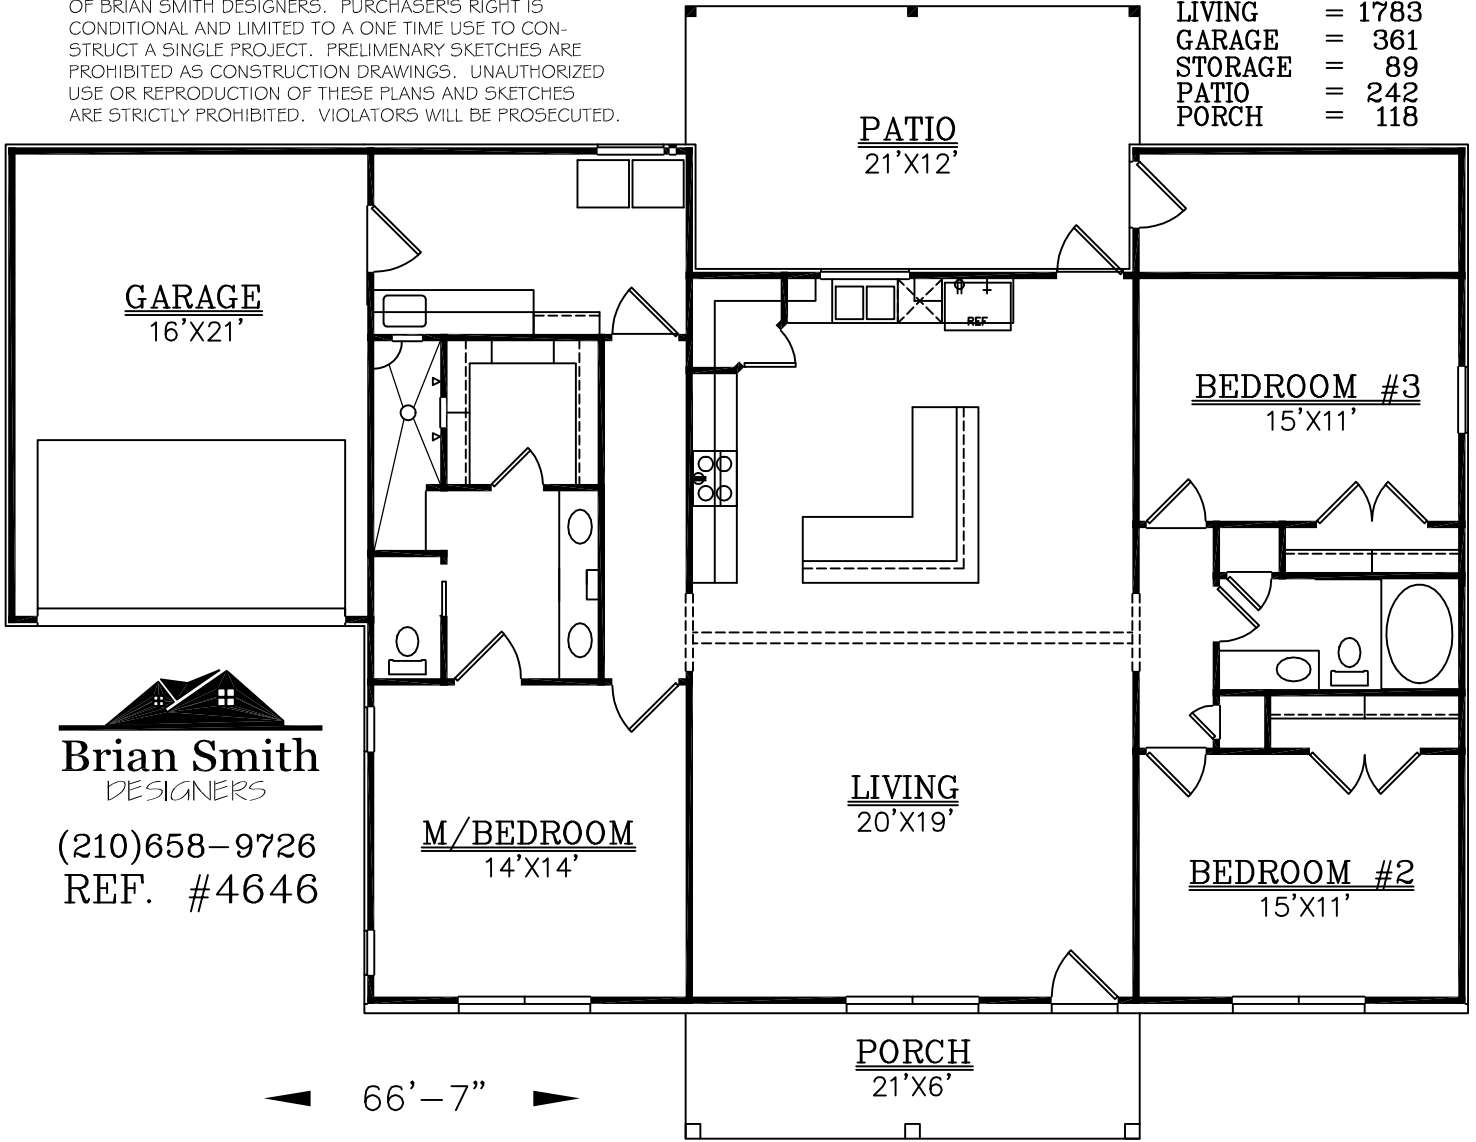 OF BRIAN SMITH DESIGNERS. PURCHASER'S RIGHT IS
CONDITIONAL AND LIMITED TO A ONE TIME USE TO CON-
STRUCT A SINGLE PROJECT. PRELIMENARY SKETCHES ARE
PROHIBITED AS CONSTRUCTION DRAWINGS. UNAUTHORIZED
USE OR REPRODUCTION OF THESE PLANS AND SKETCHES
ARE STRICTLY PROHIBITED. VIOLATORS WILL BE PROSECUTED.
LIVING = 1783
GARAGE = 361
STORAGE = 89
PATIO = 242
PORCH = 118
PATIO
21'X12'
GARAGE
16'X21'
REF
BEDROOM #3
15'X11'
Brian Smith
DESIGNERS
(210)658-9726
REF. #4646
M/BEDROOM
14'X14'
LIVING
20'X19'
BEDROOM #2
15'X11'
PORCH
21'X6'
66'-7"